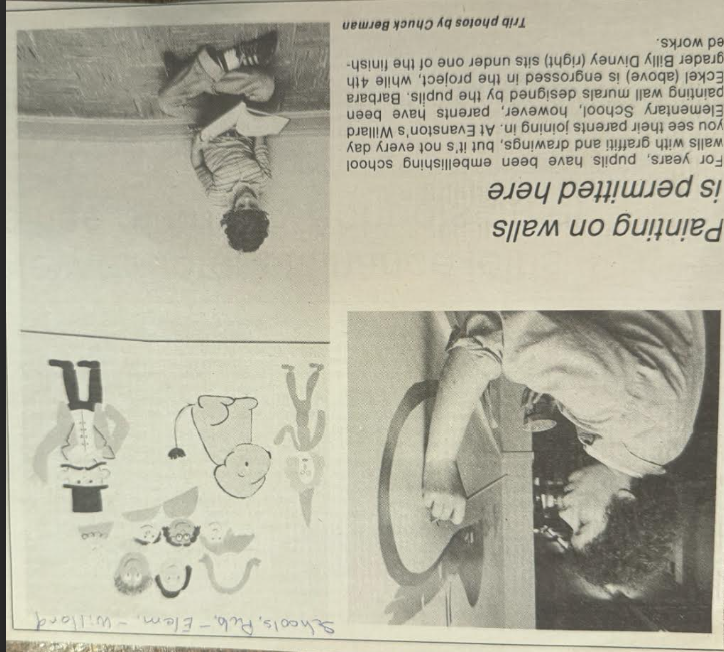 Schools, Pub, - Elem. - Willard
Painting on walls
is permitted here
For years, pupils have been embellishing school
walls with graffiti and drawings, but it's not every day
you see their parents joining in. At Evanston's Willard
Elementary School, however, parents have been
painting wall murals designed by the pupils. Barbara
Eckel (above) is engrossed in the project, while 4th
grader Billy Divney (right) sits under one of the finish-
ed works.
Trib photos by Chuck Berman